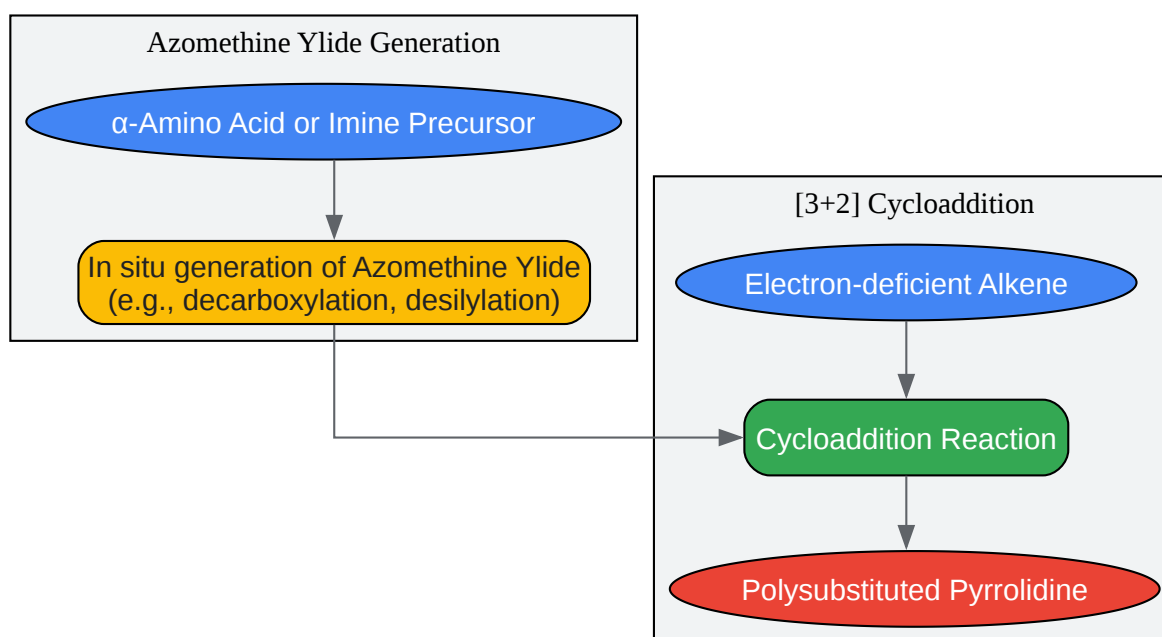 Azomethine Ylide Generation
α-Amino Acid or Imine Precursor
In situ generation of Azomethine Ylide
(e.g., decarboxylation, desilylation)
[3+2] Cycloaddition
Electron-deficient Alkene
Cycloaddition Reaction
Polysubstituted Pyrrolidine